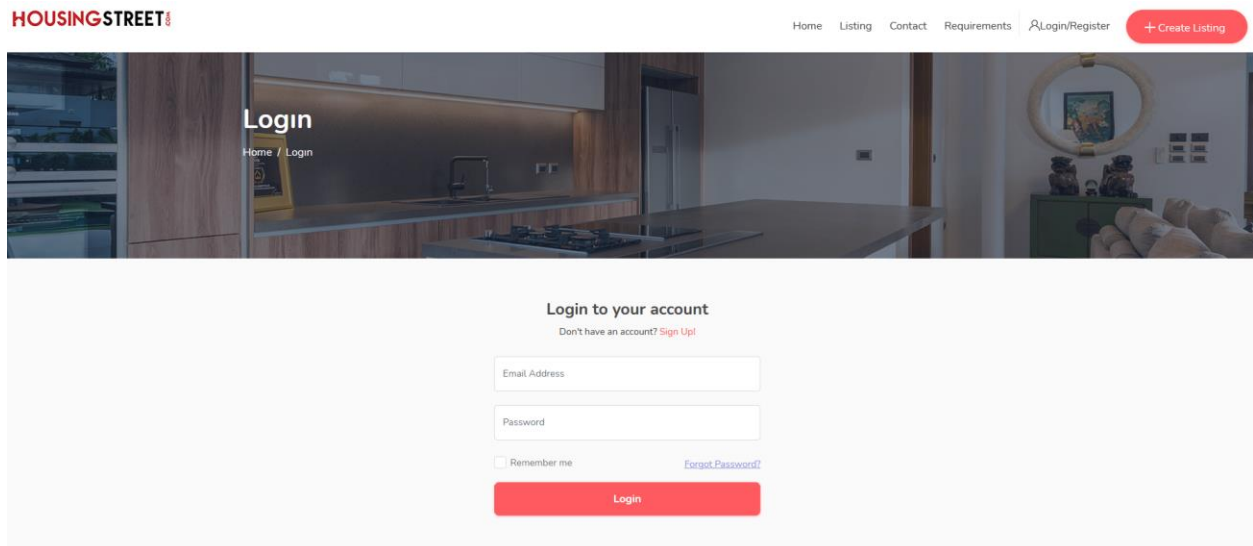 HOUSINGSTREET.COM
Home Listing Contact Requirements Login/Register + Create Listing
Login
Home / Login
Login to your account
Don't have an account? Sign Up!
Email Address
Password
Remember me Forgot Password?
Login